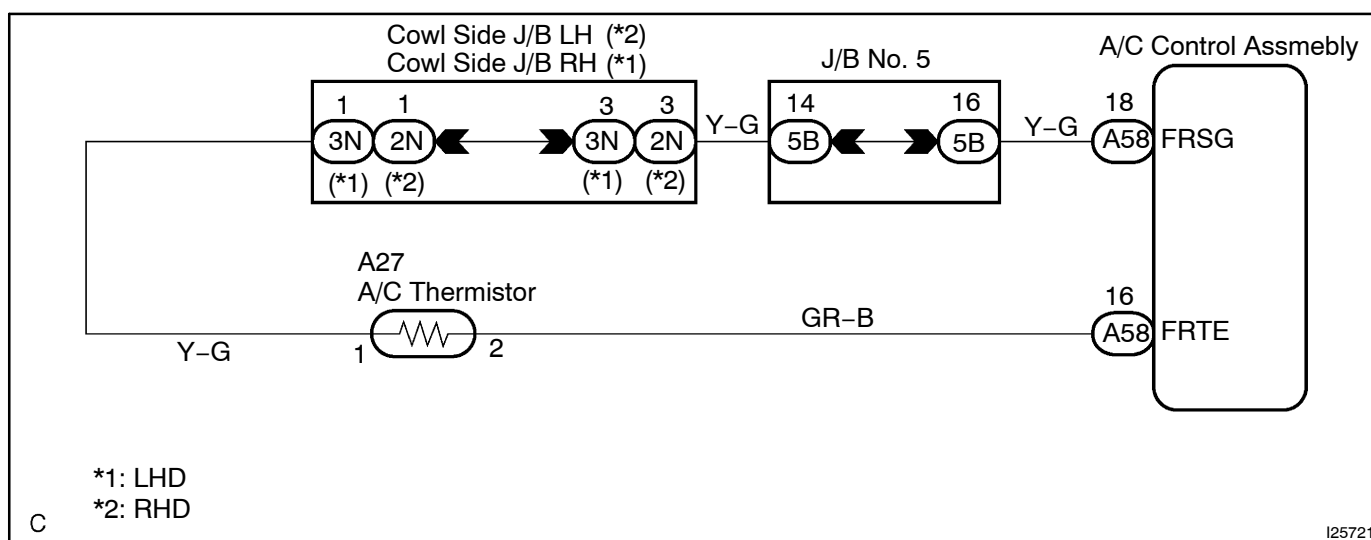 Cowl Side J/B LH (*2)
Cowl Side J/B RH (*1)
J/B No. 5
A/C Control Assmebly
1 1 3 3
14 16 18
3N 2N 3N 2N Y–G 5B 5B Y–G A58 FRSG
(*1) (*2) (*1) (*2)
A27
A/C Thermistor
16
GR–B
Y–G 1 2 A58 FRTE
*1: LHD
*2: RHD
C
I25721